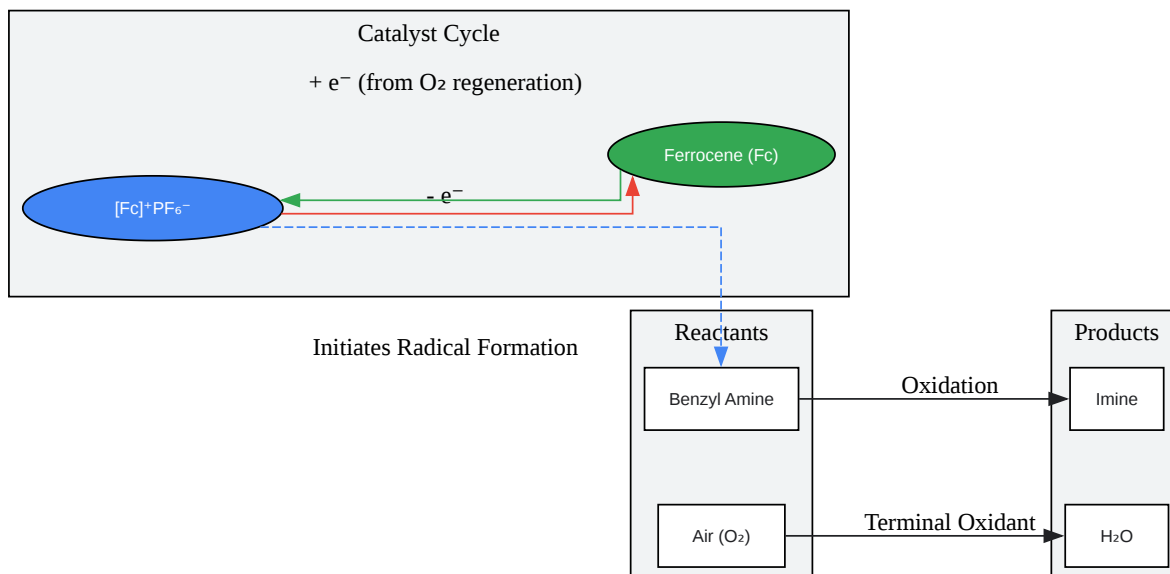 Catalyst Cycle
+ e⁻ (from O₂ regeneration)
Ferrocene (Fc)
- e⁻
[Fc]⁺PF₆⁻
Initiates Radical Formation
Reactants
Products
Benzyl Amine
Oxidation
Imine
Air (O₂)
Terminal Oxidant
H₂O